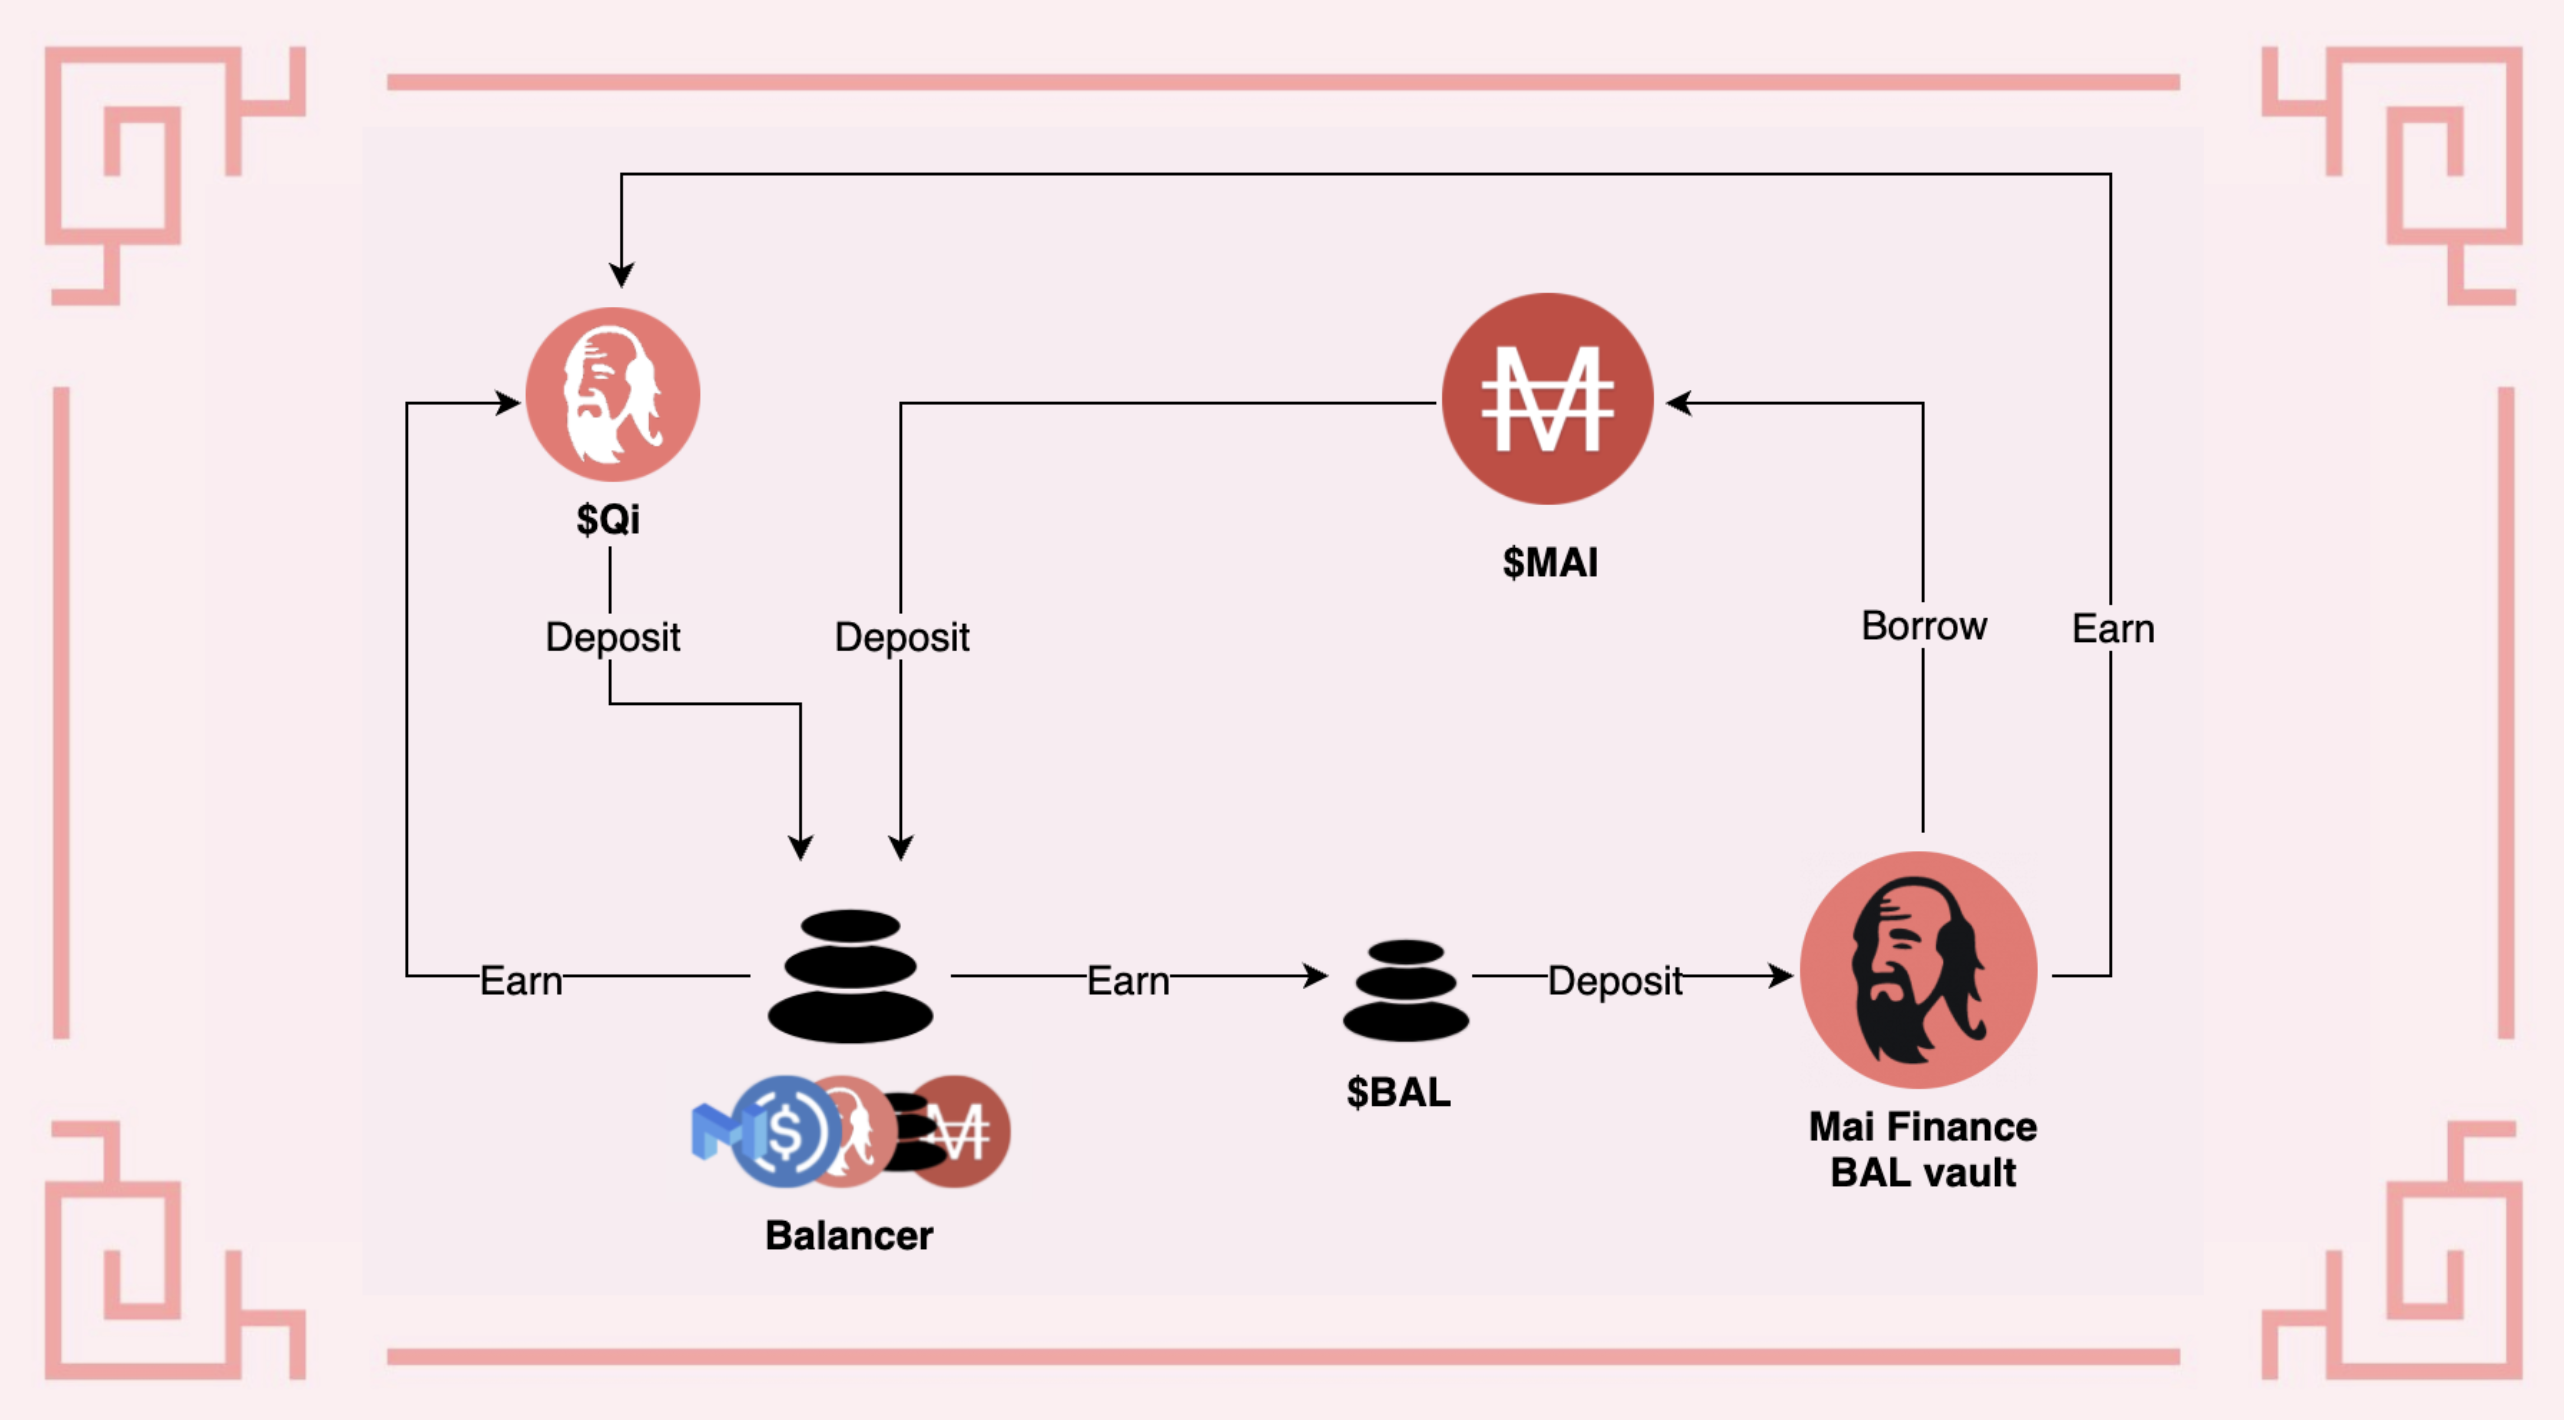 $Qi
$MAI
Deposit
Deposit
Borrow
Earn
Earn
Earn
Deposit
$BAL
Mai Finance
BAL vault
Balancer